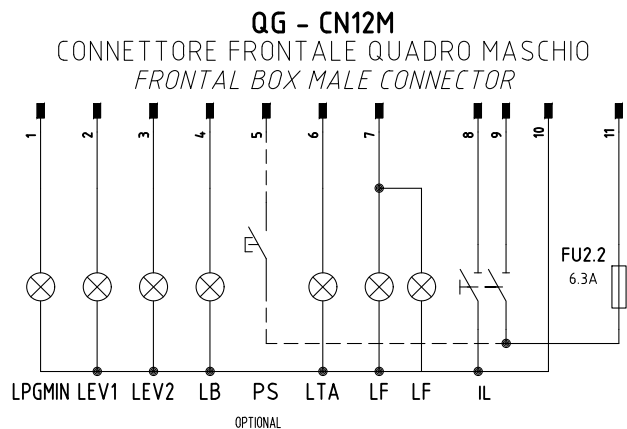 QG - CN12M
CONNETTORE FRONTALE QUADRO MASCHIO
FRONTAL BOX MALE CONNECTOR
1 2 3 4 5 6 7 8 9 10 11
FU2.2
6.3A
LPGMIN LEV1 LEV2 LB PS LTA LF LF IL
OPTIONAL